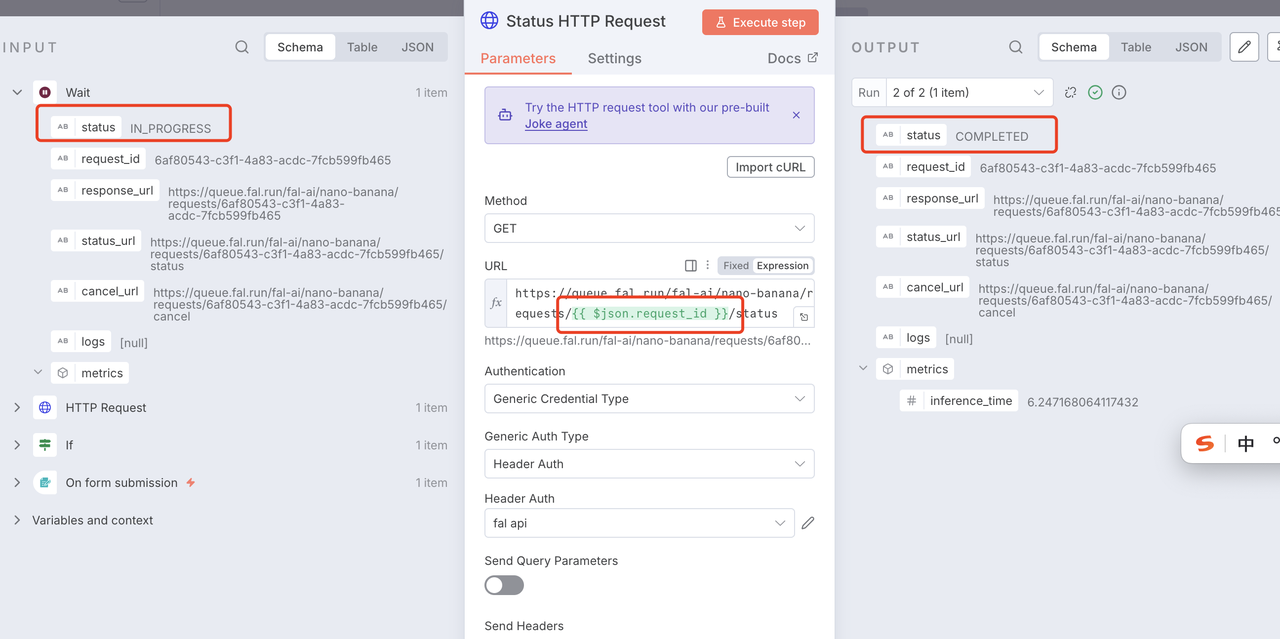 INPUT
Schema
Table
JSON
Wait
1 item
AB status IN_PROGRESS
AB request_id 6af80543-c3f1-4a83-acdc-7fcb599fb465
AB response_url https://queue.fal.run/fal-ai/nano-banana/
requests/6af80543-c3f1-4a83-
acdc-7fcb599fb465
AB status_url https://queue.fal.run/fal-ai/nano-banana/
requests/6af80543-c3f1-4a83-acdc-7fcb599fb465/
status
AB cancel_url https://queue.fal.run/fal-ai/nano-banana/
requests/6af80543-c3f1-4a83-acdc-7fcb599fb465/
cancel
AB logs [null]
metrics
HTTP Request
1 item
If
1 item
On form submission
1 item
Variables and context
Status HTTP Request
Execute step
Parameters
Settings
Docs
Try the HTTP request tool with our pre-built
Joke agent
Import cURL
Method
GET
URL
Fixed
Expression
fx
https://queue.fal.run/fal-ai/nano-banana/r
equests/{{ $json.request_id }}/status
https://queue.fal.run/fal-ai/nano-banana/requests/6af80...
Authentication
Generic Credential Type
Generic Auth Type
Header Auth
Header Auth
fal api
Send Query Parameters
Send Headers
OUTPUT
Schema
Table
JSON
Run
2 of 2 (1 item)
AB status COMPLETED
AB request_id 6af80543-c3f1-4a83-acdc-7fcb599fb465
AB response_url https://queue.fal.run/fal-ai/nano-banana/
requests/6af80543-c3f1-4a83-acdc-7fcb599fb465
AB status_url https://queue.fal.run/fal-ai/nano-banana/
requests/6af80543-c3f1-4a83-acdc-7fcb599fb465/
status
AB cancel_url https://queue.fal.run/fal-ai/nano-banana/
requests/6af80543-c3f1-4a83-acdc-7fcb599fb465/
cancel
AB logs [null]
metrics
# inference_time 6.247168064117432
S
中